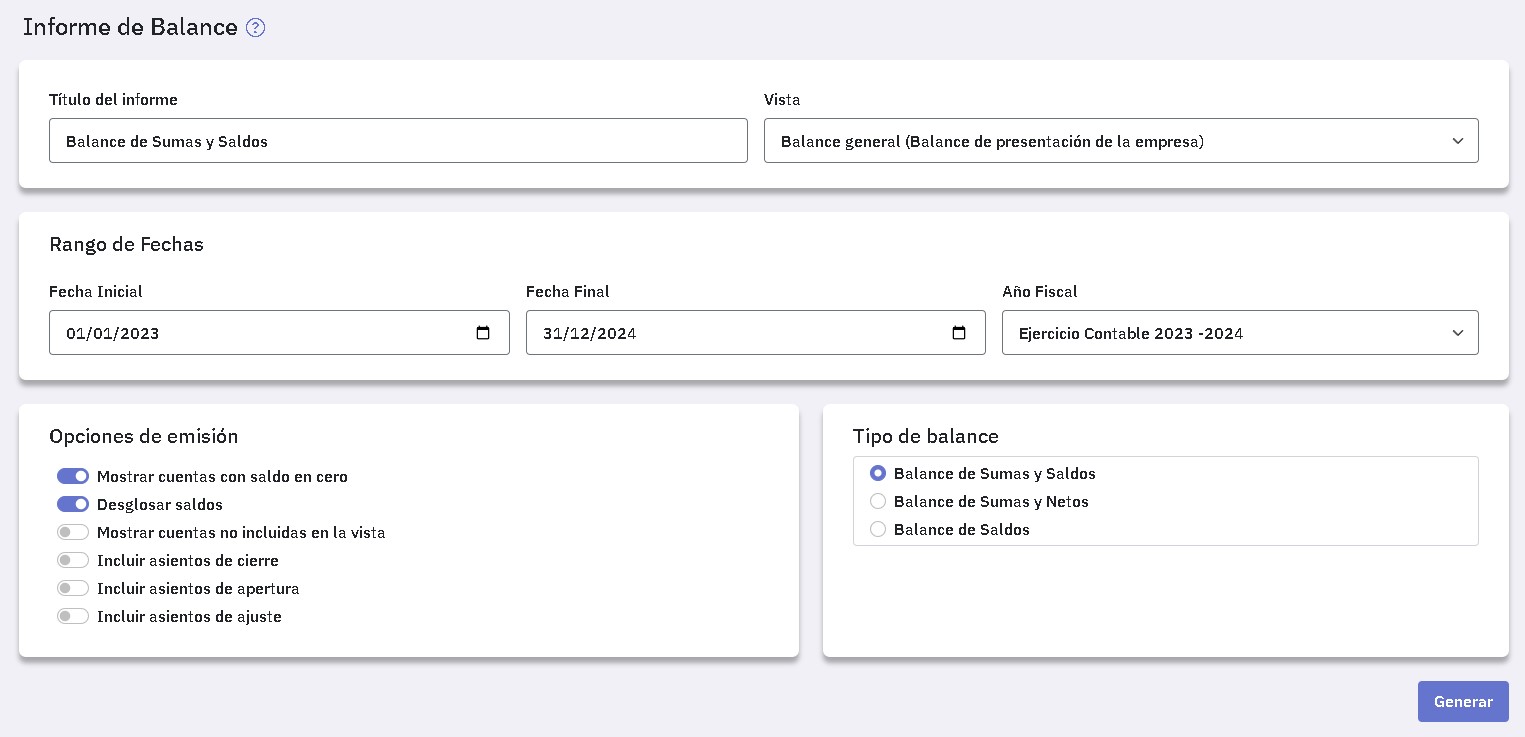 Informe de Balance ?
Título del informe
Balance de Sumas y Saldos
Vista
Balance general (Balance de presentación de la empresa)
Rango de Fechas
Fecha Inicial
01/01/2023
Fecha Final
31/12/2024
Año Fiscal
Ejercicio Contable 2023 -2024
Opciones de emisión
Mostrar cuentas con saldo en cero
Desglosar saldos
Mostrar cuentas no incluidas en la vista
Incluir asientos de cierre
Incluir asientos de apertura
Incluir asientos de ajuste
Tipo de balance
Balance de Sumas y Saldos
Balance de Sumas y Netos
Balance de Saldos
Generar